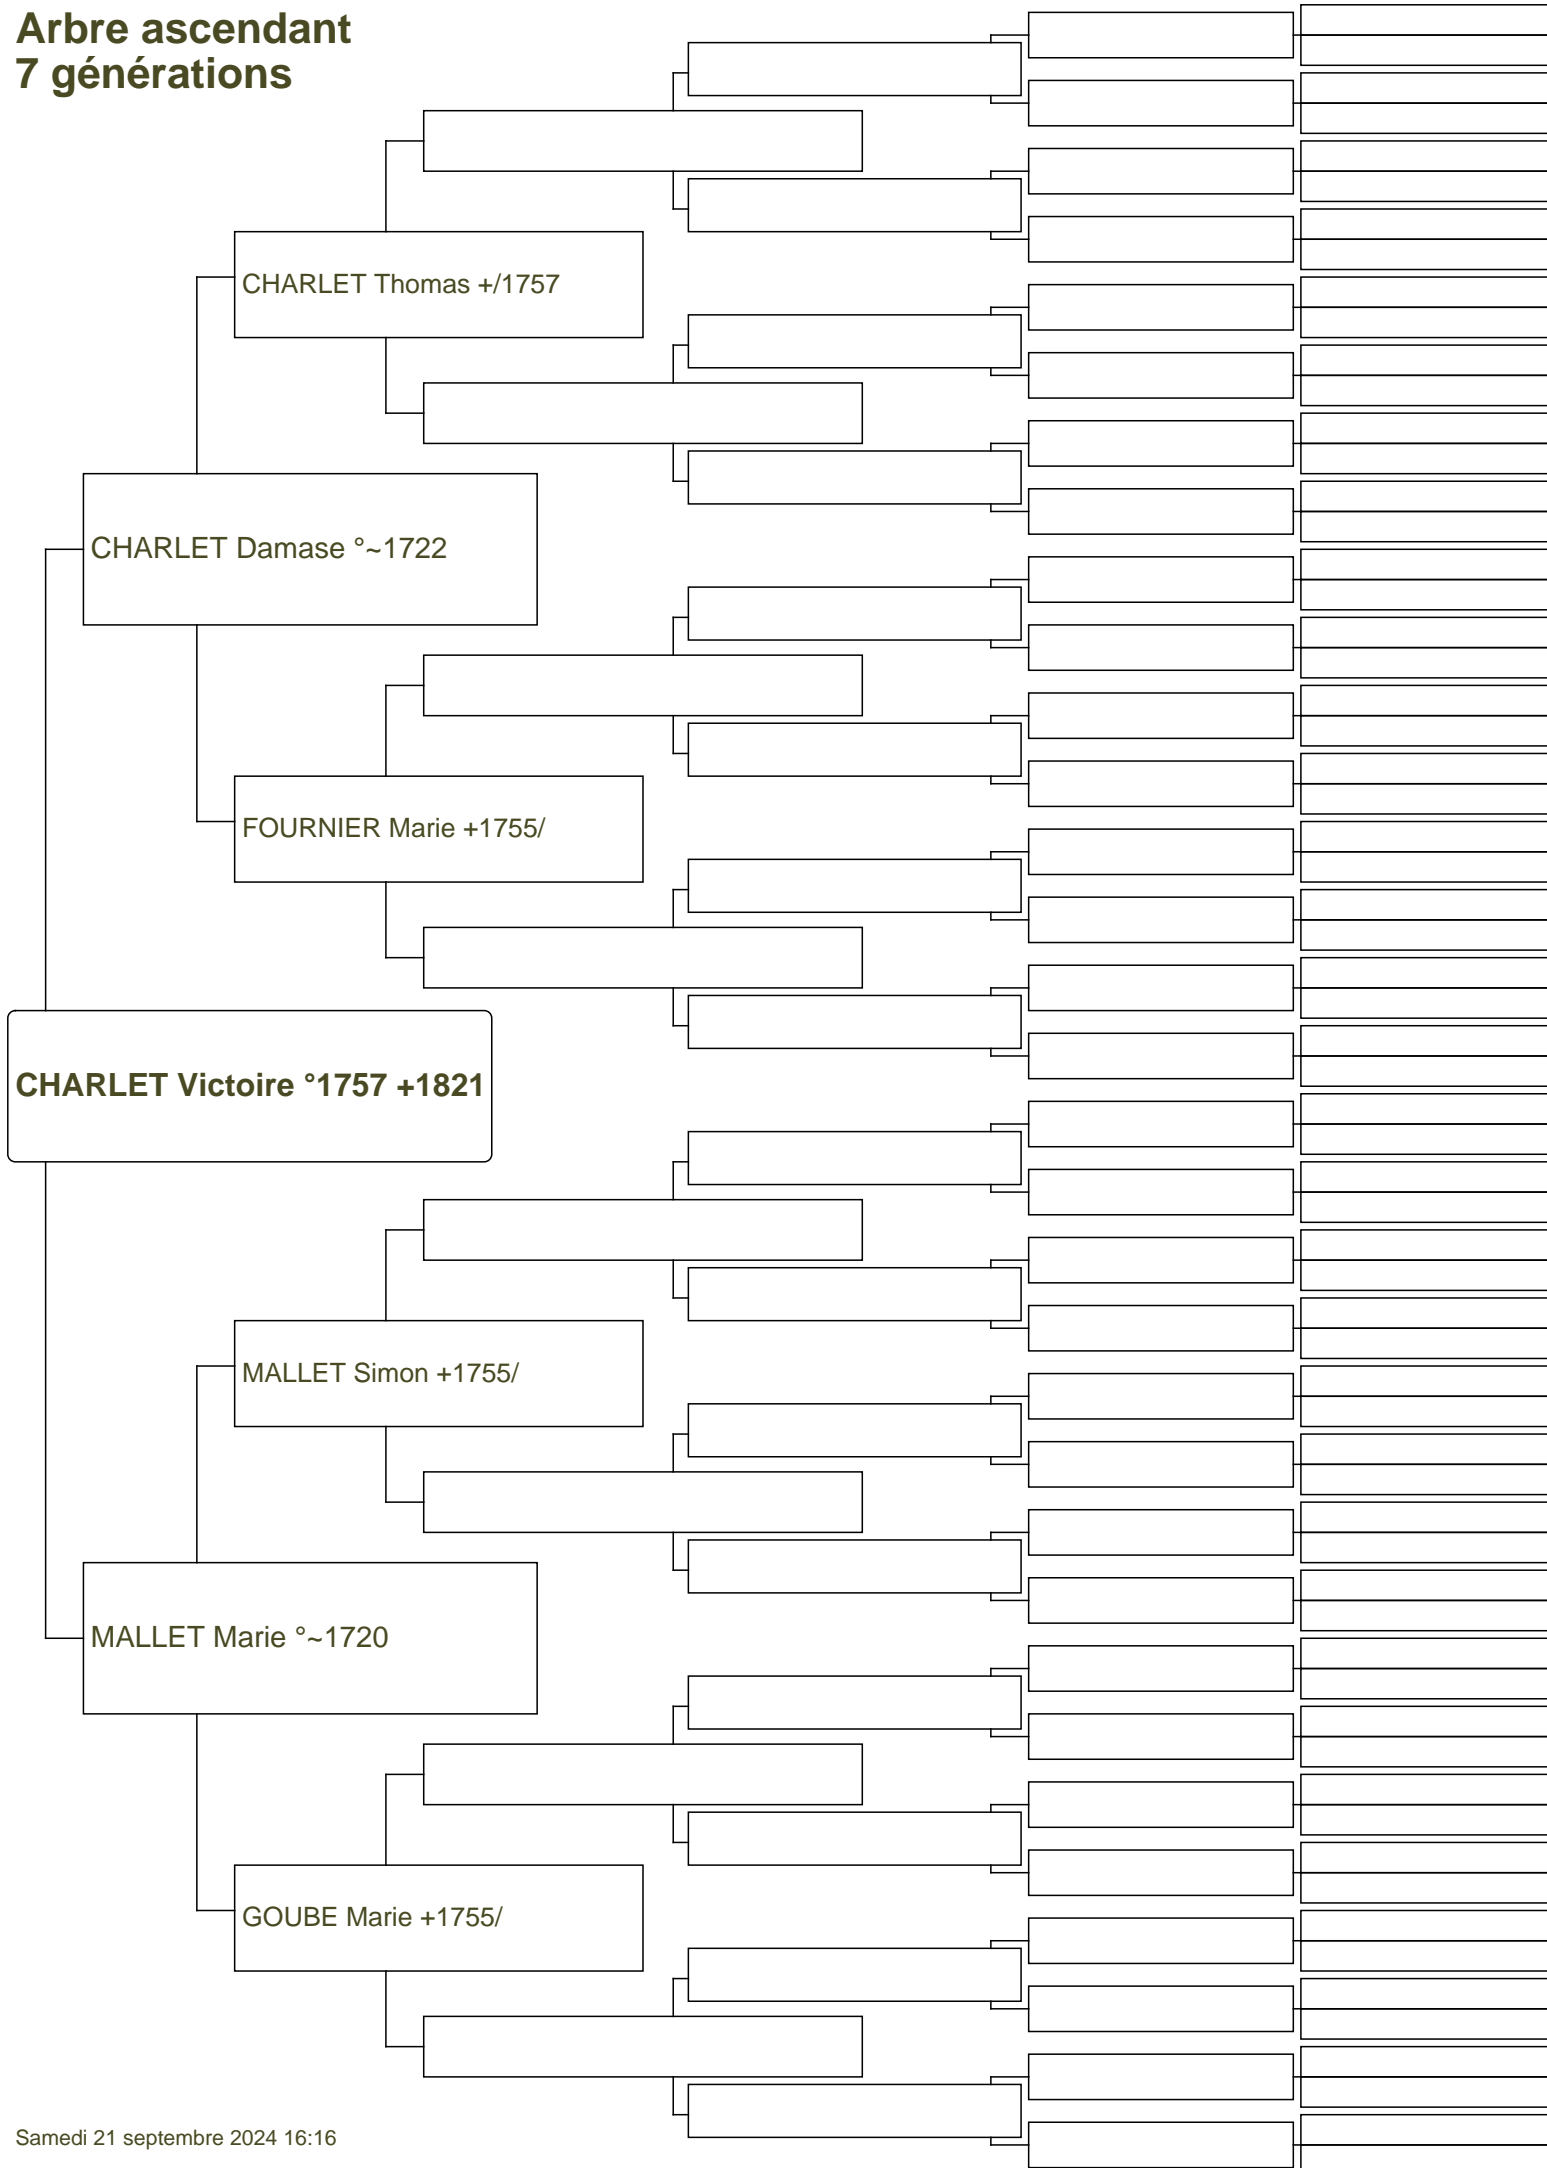 Arbre ascendant
7 générations
CHARLET Thomas +/1757
CHARLET Damase °~1722
FOURNIER Marie +1755/
CHARLET Victoire °1757 +1821
MALLET Simon +1755/
MALLET Marie °~1720
GOUBE Marie +1755/
Samedi 21 septembre 2024 16:16